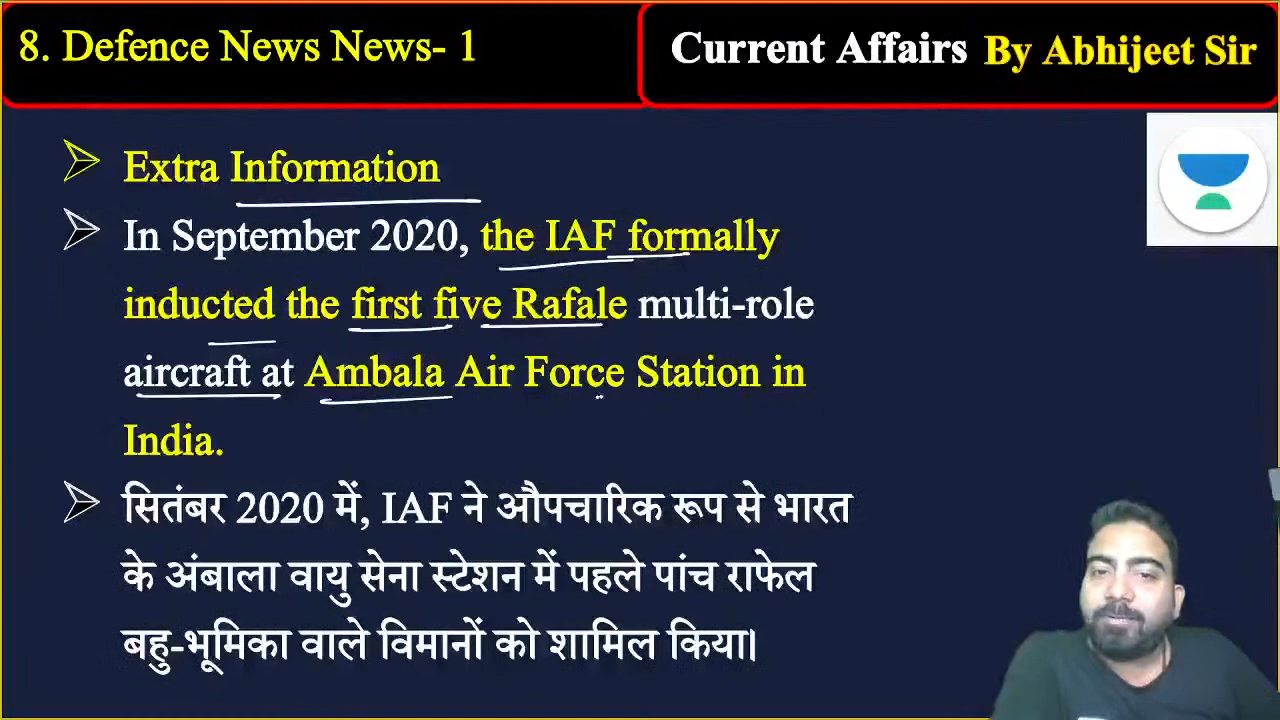 8. Defence News News- 1
Current Affairs By Abhijeet Sir
Extra Information
In September 2020, the IAF formally
inducted the first five Rafale multi-role
aircraft at Ambala Air Force Station in
India.
सितंबर 2020 में, IAF ने औपचारिक रूप से भारत
के अंबाला वायु सेना स्टेशन में पहले पांच राफेल
बहु-भूमिका वाले विमानों को शामिल किया।